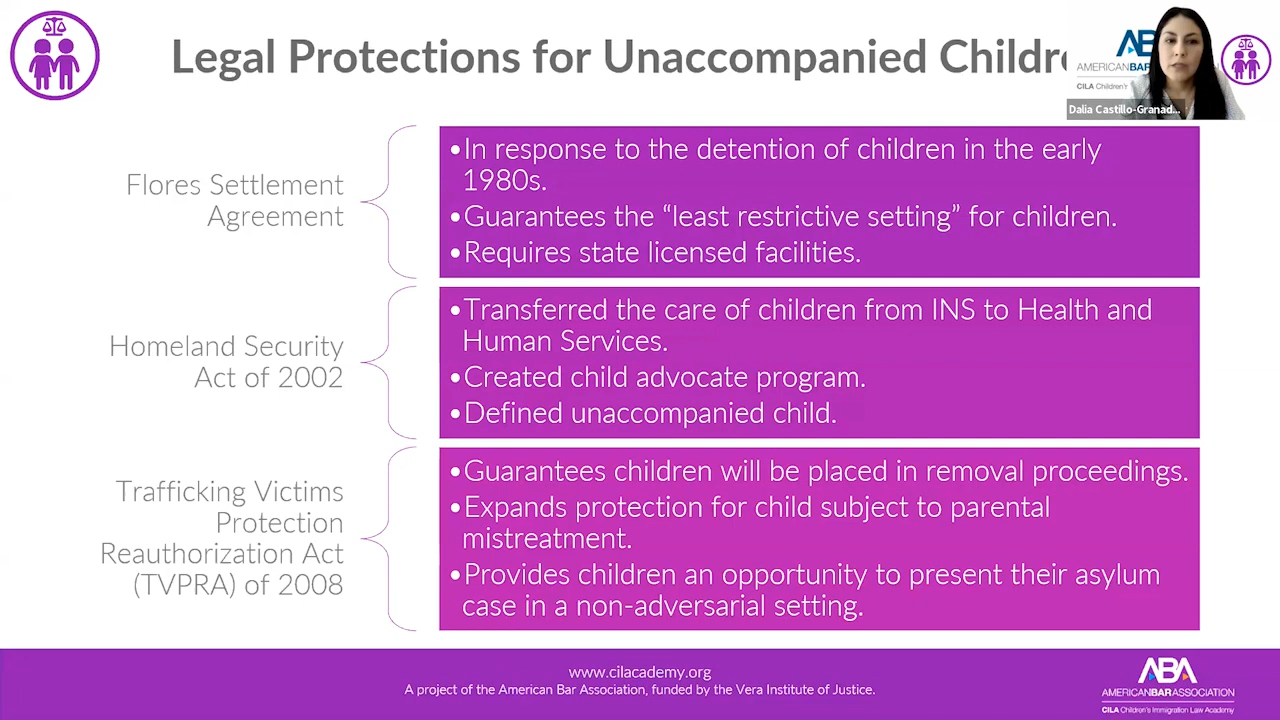 Legal Protections for Unaccompanied Childre
ABA
AMERICANBAR
CILA Children's
Dalia Castillo-Granad...
Flores Settlement
Agreement
•In response to the detention of children in the early
1980s.
•Guarantees the “least restrictive setting” for children.
•Requires state licensed facilities.
Homeland Security
Act of 2002
•Transferred the care of children from INS to Health and
Human Services.
•Created child advocate program.
•Defined unaccompanied child.
Trafficking Victims
Protection
Reauthorization Act
(TVPRA) of 2008
•Guarantees children will be placed in removal proceedings.
•Expands protection for child subject to parental
mistreatment.
•Provides children an opportunity to present their asylum
case in a non-adversarial setting.
www.cilacademy.org
A project of the American Bar Association, funded by the Vera Institute of Justice.
ABA
AMERICANBARASSOCIATION
CILA Children's Immigration Law Academy